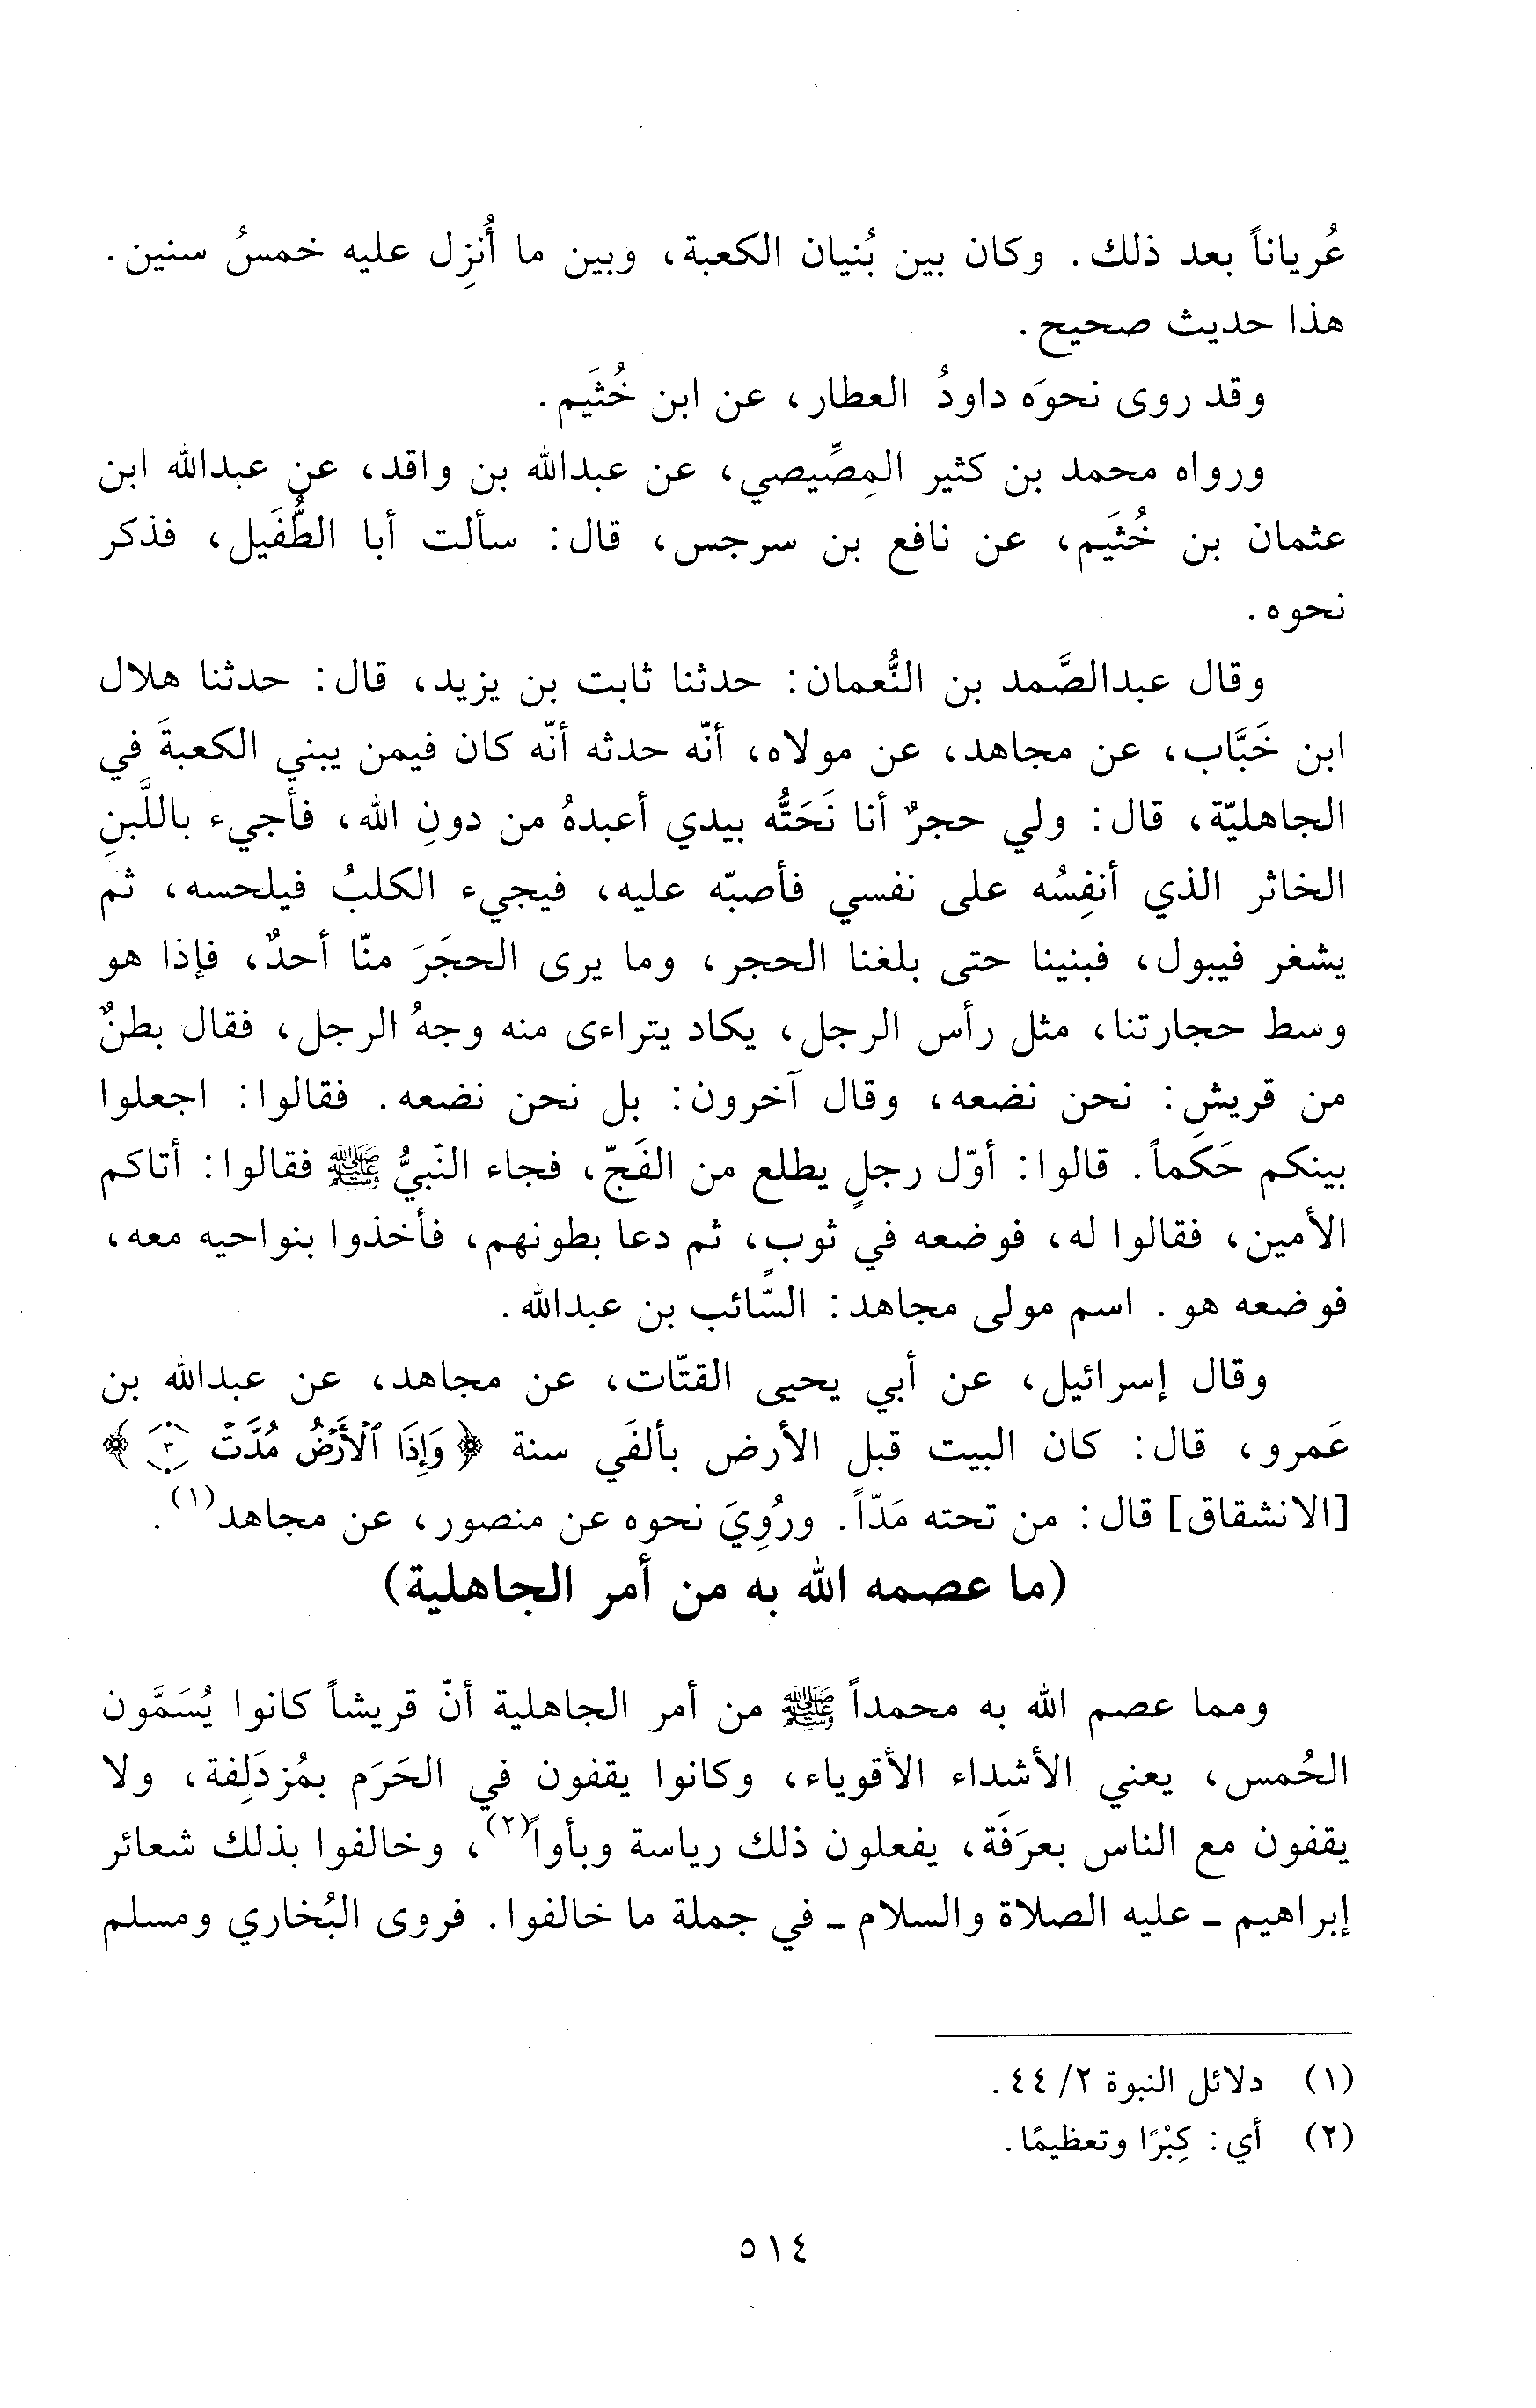 عُرياناً بعد ذلك. وكان بين بُنيان الكعبة، وبين ما أُنزِل عليه خمسُ سنين.
هذا حديث صحيح.
وقد روى نحوَه داودُ العطار، عن ابن خُثَيم.
ورواه محمد بن كثير المِصِّيصي، عن عبدالله بن واقد، عن عبدالله ابن
عثمان بن خُثَيم، عن نافع بن سرجس، قال: سألت أبا الطُّفَيل، فذكر
نحوه.
وقال عبدالصَّمد بن النُّعمان: حدثنا ثابت بن يزيد، قال: حدثنا هلال
ابن خَبَّاب، عن مجاهد، عن مولاه، أنّه حدثه أنّه كان فيمن يبني الكعبةَ في
الجاهليّة، قال: ولي حجرٌ أنا نَحَتُّه بيدي أعبدهُ من دونِ الله، فأجيء باللَّبنِ
الخاثر الذي أنفِسُه على نفسي فأصبّه عليه، فيجيء الكلبُ فيلحسه، ثم
يشغر فيبول، فبنينا حتى بلغنا الحجر، وما يرى الحجَرَ منّا أحدٌ، فإذا هو
وسط حجارتنا، مثل رأس الرجل، يكاد يتراءى منه وجهُ الرجل، فقال بطنٌ
من قريشٍ: نحن نضعه، وقال آخرون: بل نحن نضعه. فقالوا: اجعلوا
بينكم حَكَماً. قالوا: أوّل رجلٍ يطلع من الفَجّ، فجاء النّبيُّ ﷺ فقالوا: أتاكم
الأمين، فقالوا له، فوضعه في ثوبٍ، ثم دعا بطونهم، فأخذوا بنواحيه معه،
فوضعه هو. اسم مولى مجاهد: السّائب بن عبدالله.
وقال إسرائيل، عن أبي يحيى القتّات، عن مجاهد، عن عبدالله بن
عَمرو، قال: كان البيت قبل الأرض بألفَي سنة ﴿وَإِذَا ٱلْأَرْضُ مُدَّتْ ٣﴾
[الانشقاق] قال: من تحته مَدّاً. ورُوِيَ نحوه عن منصور، عن مجاهد(١).
(ما عصمه الله به من أمر الجاهلية)
ومما عصم الله به محمداً ﷺ من أمر الجاهلية أنّ قريشاً كانوا يُسَمَّون
الحُمس، يعني الأشداء الأقوياء، وكانوا يقفون في الحَرَم بمُزدَلِفة، ولا
يقفون مع الناس بعرَفَة، يفعلون ذلك رياسة وبأواً(٢)، وخالفوا بذلك شعائر
إبراهيم - عليه الصلاة والسلام - في جملة ما خالفوا. فروى البُخاري ومسلم
(١) دلائل النبوة ٢/ ٤٤.
(٢) أي: كِبْرًا وتعظيمًا.
٥١٤